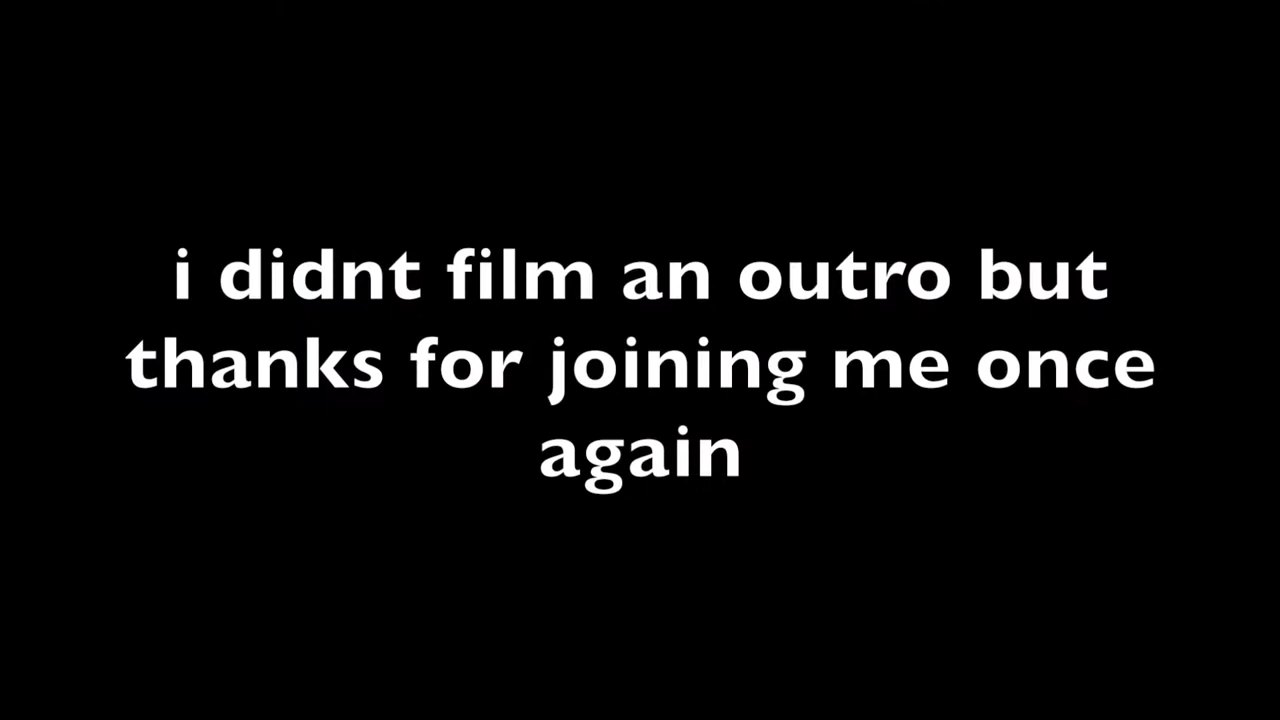 i didnt film an outro but
thanks for joining me once
again